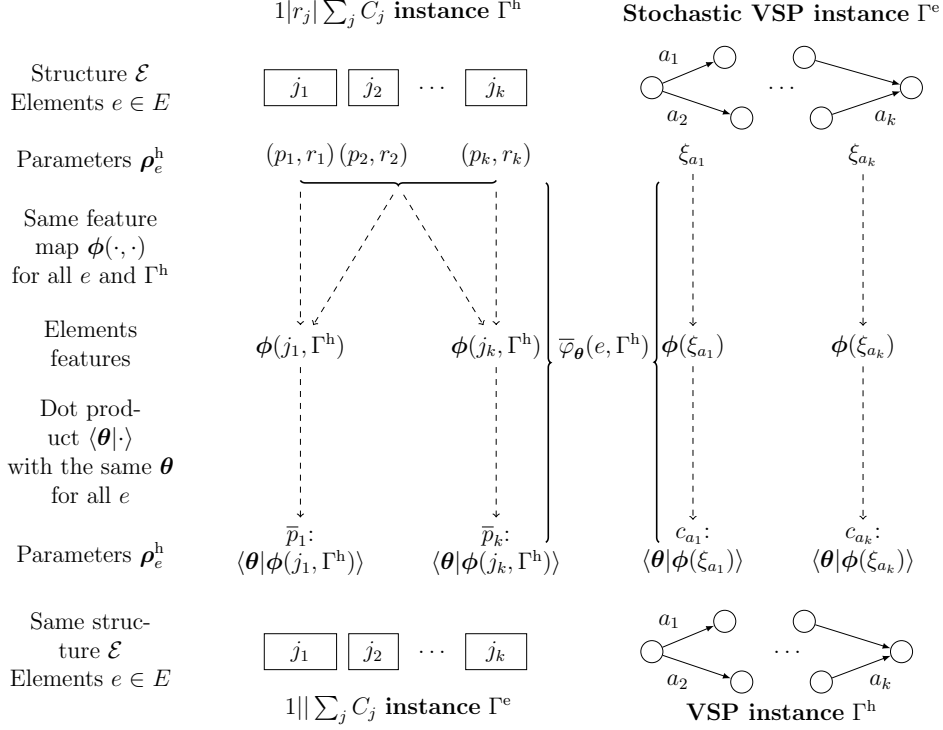 1|r_j| ∑_j C_j instance Γ^h
Stochastic VSP instance Γ^e
Structure ℰ
Elements e ∈ E
j_1 j_2 ⋯ j_k
a_1
a_2
⋯
a_k
Parameters ρ_e^h
(p_1, r_1) (p_2, r_2) (p_k, r_k)
ξ_{a_1} ξ_{a_k}
Same feature
map ϕ(·, ·)
for all e and Γ^h
Elements
features
ϕ(j_1, Γ^h) ϕ(j_k, Γ^h) φ̅_θ(e, Γ^h) ϕ(ξ_{a_1}) ϕ(ξ_{a_k})
Dot prod-
uct ⟨θ|·⟩
with the same θ
for all e
Parameters ρ_e^h
p̅_1:
⟨θ|ϕ(j_1, Γ^h)⟩
p̅_k:
⟨θ|ϕ(j_k, Γ^h)⟩
c_{a_1}:
⟨θ|ϕ(ξ_{a_1})⟩
c_{a_k}:
⟨θ|ϕ(ξ_{a_k})⟩
Same struc-
ture ℰ
Elements e ∈ E
j_1 j_2 ⋯ j_k
a_1
a_2
⋯
a_k
1|| ∑_j C_j instance Γ^e
VSP instance Γ^h